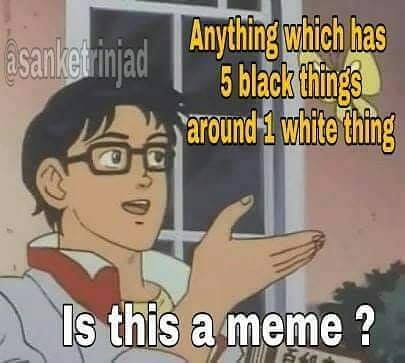 @sanketrinjad
Anything which has
5 black things
around 1 white thing
Is this a meme ?